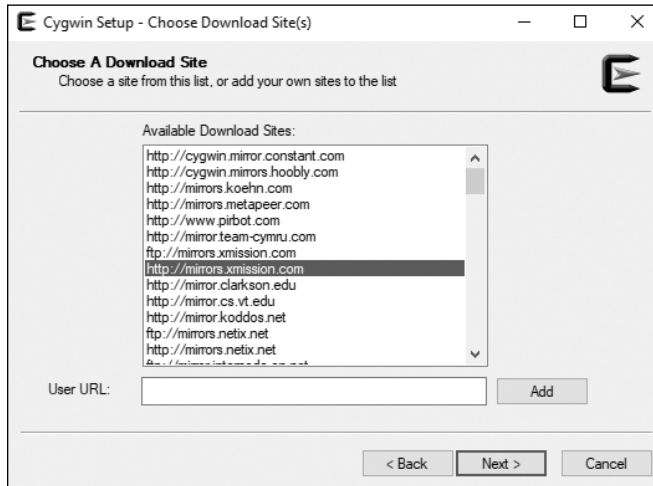 Cygwin Setup - Choose Download Site(s)
Choose A Download Site
Choose a site from this list, or add your own sites to the list
Available Download Sites:
http://cygwin.mirror.constant.com
http://cygwin.mirrors.hoobly.com
http://mirrors.koehn.com
http://mirrors.metapeer.com
http://www.pirbot.com
http://mirror.team-cymru.com
ftp://mirrors.xmission.com
http://mirrors.xmission.com
http://mirror.clarkson.edu
http://mirror.cs.vt.edu
http://mirror.koddos.net
ftp://mirrors.netix.net
http://mirrors.netix.net
User URL:
Add
< Back Next > Cancel